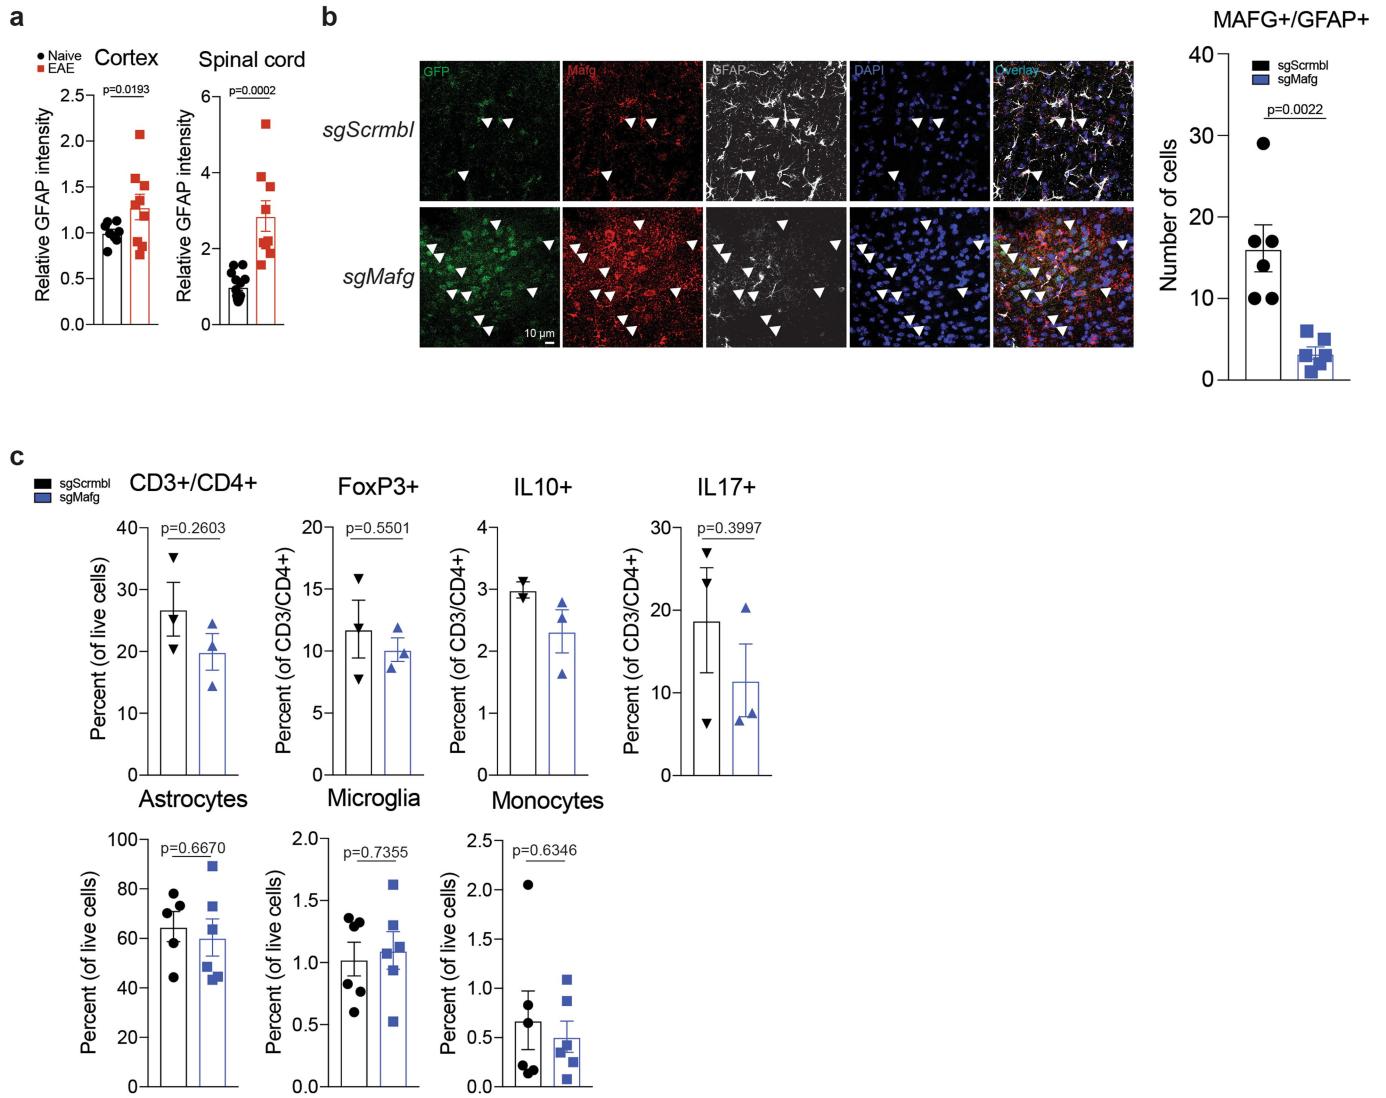 a
Naive
EAE
Cortex
Spinal cord
p=0.0193
p=0.0002
Relative GFAP intensity
2.5
2.0
1.5
1.0
0.5
0.0
Relative GFAP intensity
6
4
2
0
b
GFP
Mafg
GFAP
DAPI
Overlay
sgScrmbl
sgMafg
10 µm
MAFG+/GFAP+
sgScrmbl
sgMafg
p=0.0022
Number of cells
40
30
20
10
0
c
sgScrmbl
sgMafg
CD3+/CD4+
p=0.2603
Percent (of live cells)
40
30
20
10
0
FoxP3+
p=0.5501
Percent (of CD3/CD4+)
20
15
10
5
0
IL10+
Percent (of CD3/CD4+)
4
3
2
1
0
IL17+
p=0.3997
Percent (of CD3/CD4+)
30
20
10
0
Astrocytes
p=0.6670
Percent (of live cells)
100
80
60
40
20
0
Microglia
p=0.7355
Percent (of live cells)
2.0
1.5
1.0
0.5
0.0
Monocytes
p=0.6346
Percent (of live cells)
2.5
2.0
1.5
1.0
0.5
0.0